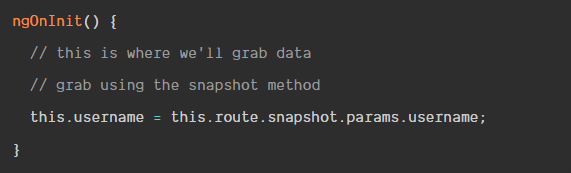 ngOnInit() {
// this is where we'll grab data
// grab using the snapshot method
this.username = this.route.snapshot.params.username;
}